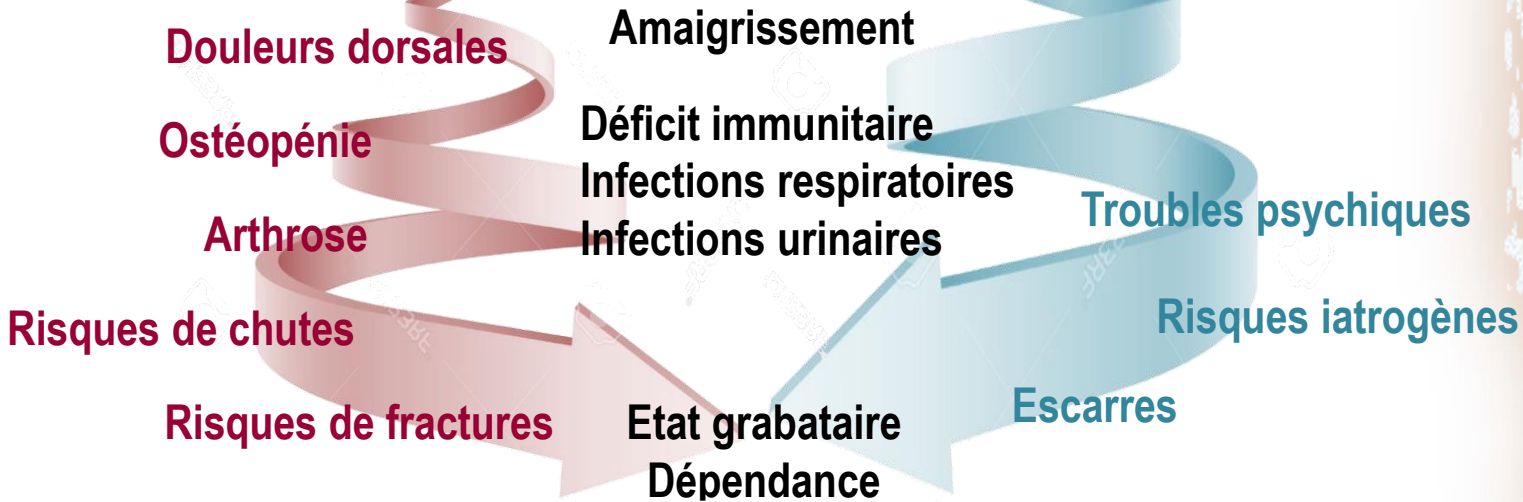 Amaigrissement
Douleurs dorsales
Déficit immunitaire
Ostéopénie
Infections respiratoires
Troubles psychiques
Arthrose
Infections urinaires
Risques de chutes
Risques iatrogènes
Risques de fractures
Etat grabataire
Escarres
Dépendance